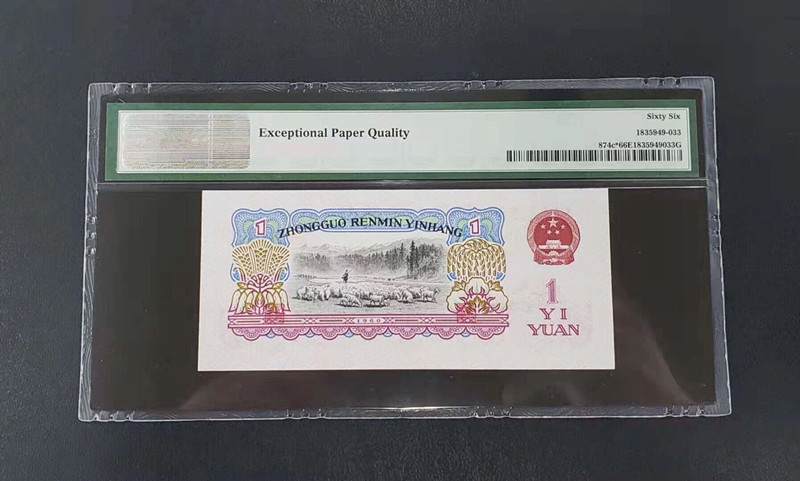 Exceptional Paper Quality
Sixty Six
1835949-033
874c*66E1835949033G
1
ZHONGGUO RENMIN YINHANG
1
1960
1
YI
YUAN